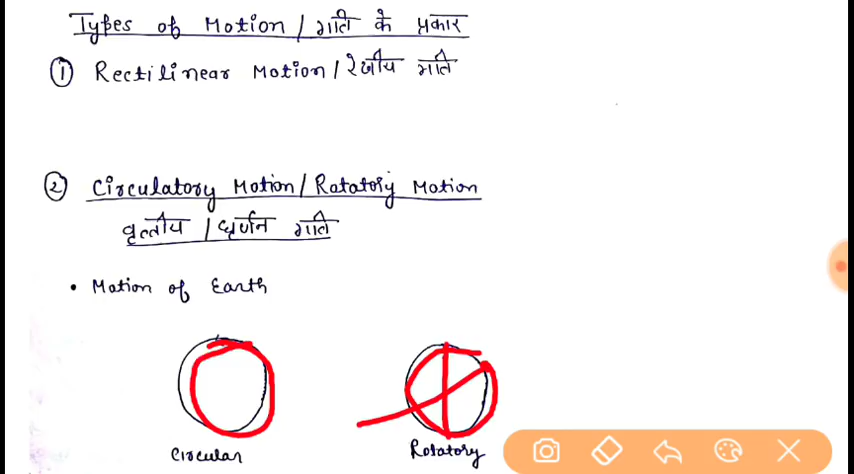 Types of Motion / गति के प्रकार
① Rectilinear Motion / रेखीय गति
② Circulatory Motion / Rotatory Motion
वृत्तीय / घूर्णन गति
• Motion of Earth
Circular Rotatory